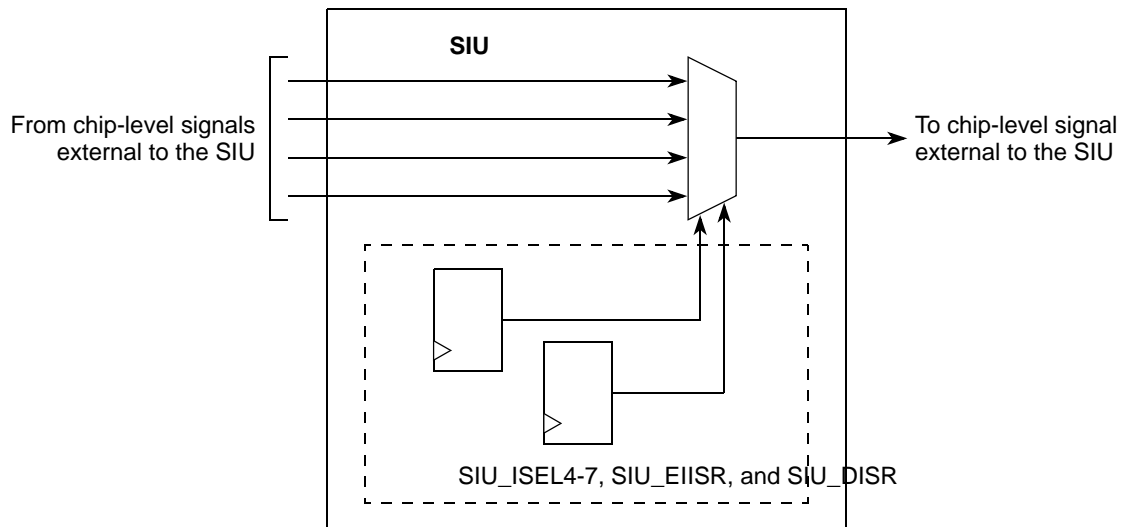 SIU
From chip-level signals
external to the SIU
To chip-level signal
external to the SIU
SIU_ISEL4-7, SIU_EIISR, and SIU_DISR